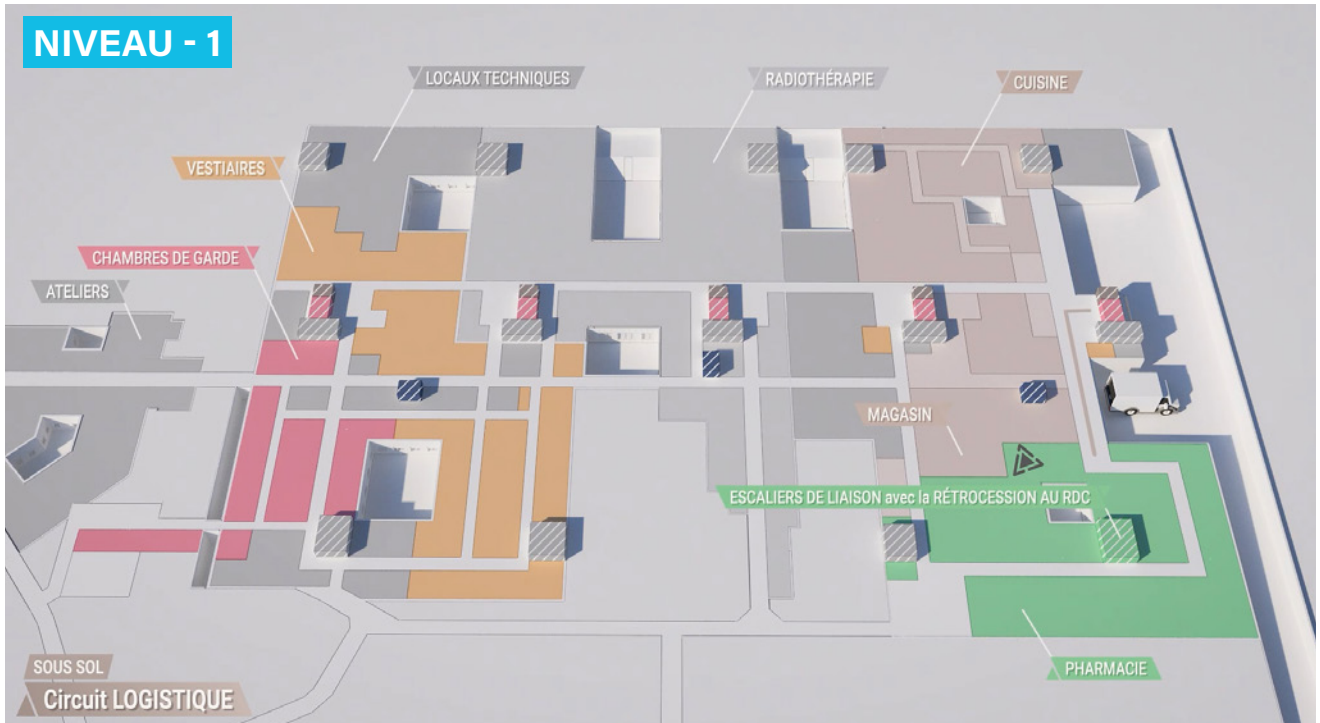 NIVEAU - 1
LOCAUX TECHNIQUES
RADIOTHÉRAPIE
CUISINE
VESTIAIRES
CHAMBRES DE GARDE
ATELIERS
MAGASIN
ESCALIERS DE LIAISON avec la RÉTROCESSION AU RDC
PHARMACIE
SOUS SOL
Circuit LOGISTIQUE